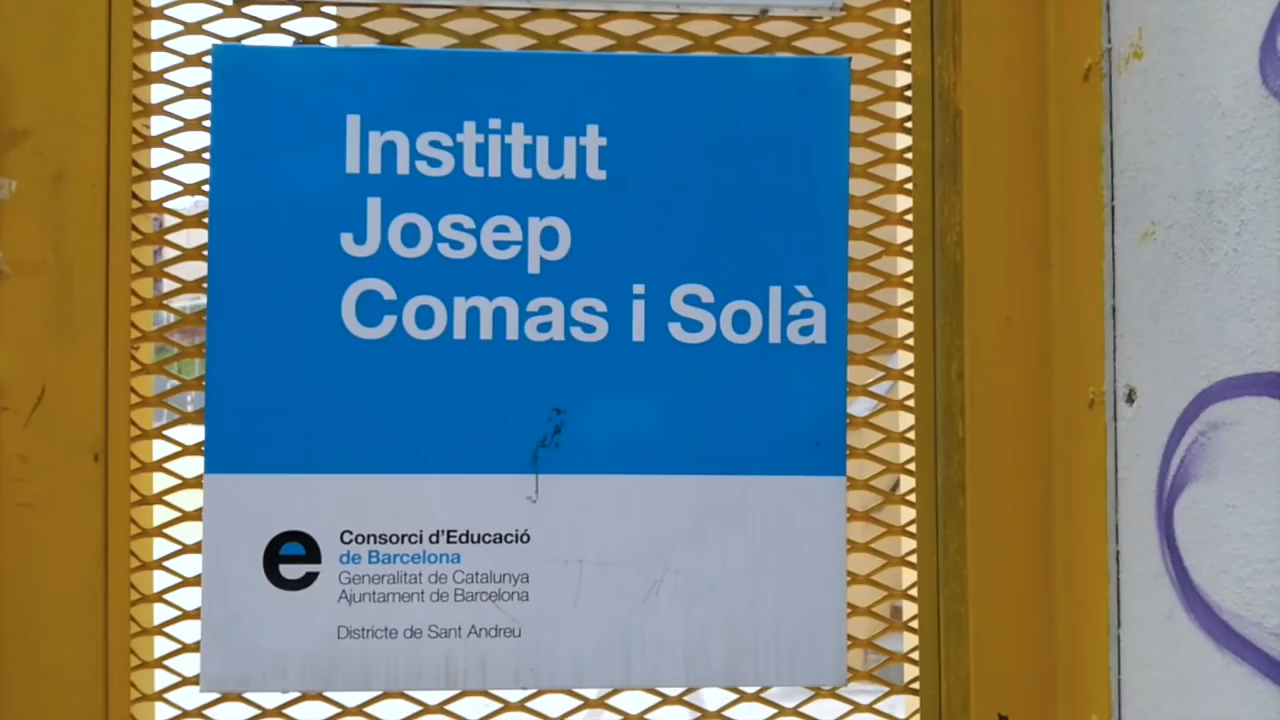 Institut
Josep
Comas i Solà
e
Consorci d'Educació
de Barcelona
Generalitat de Catalunya
Ajuntament de Barcelona
Districte de Sant Andreu